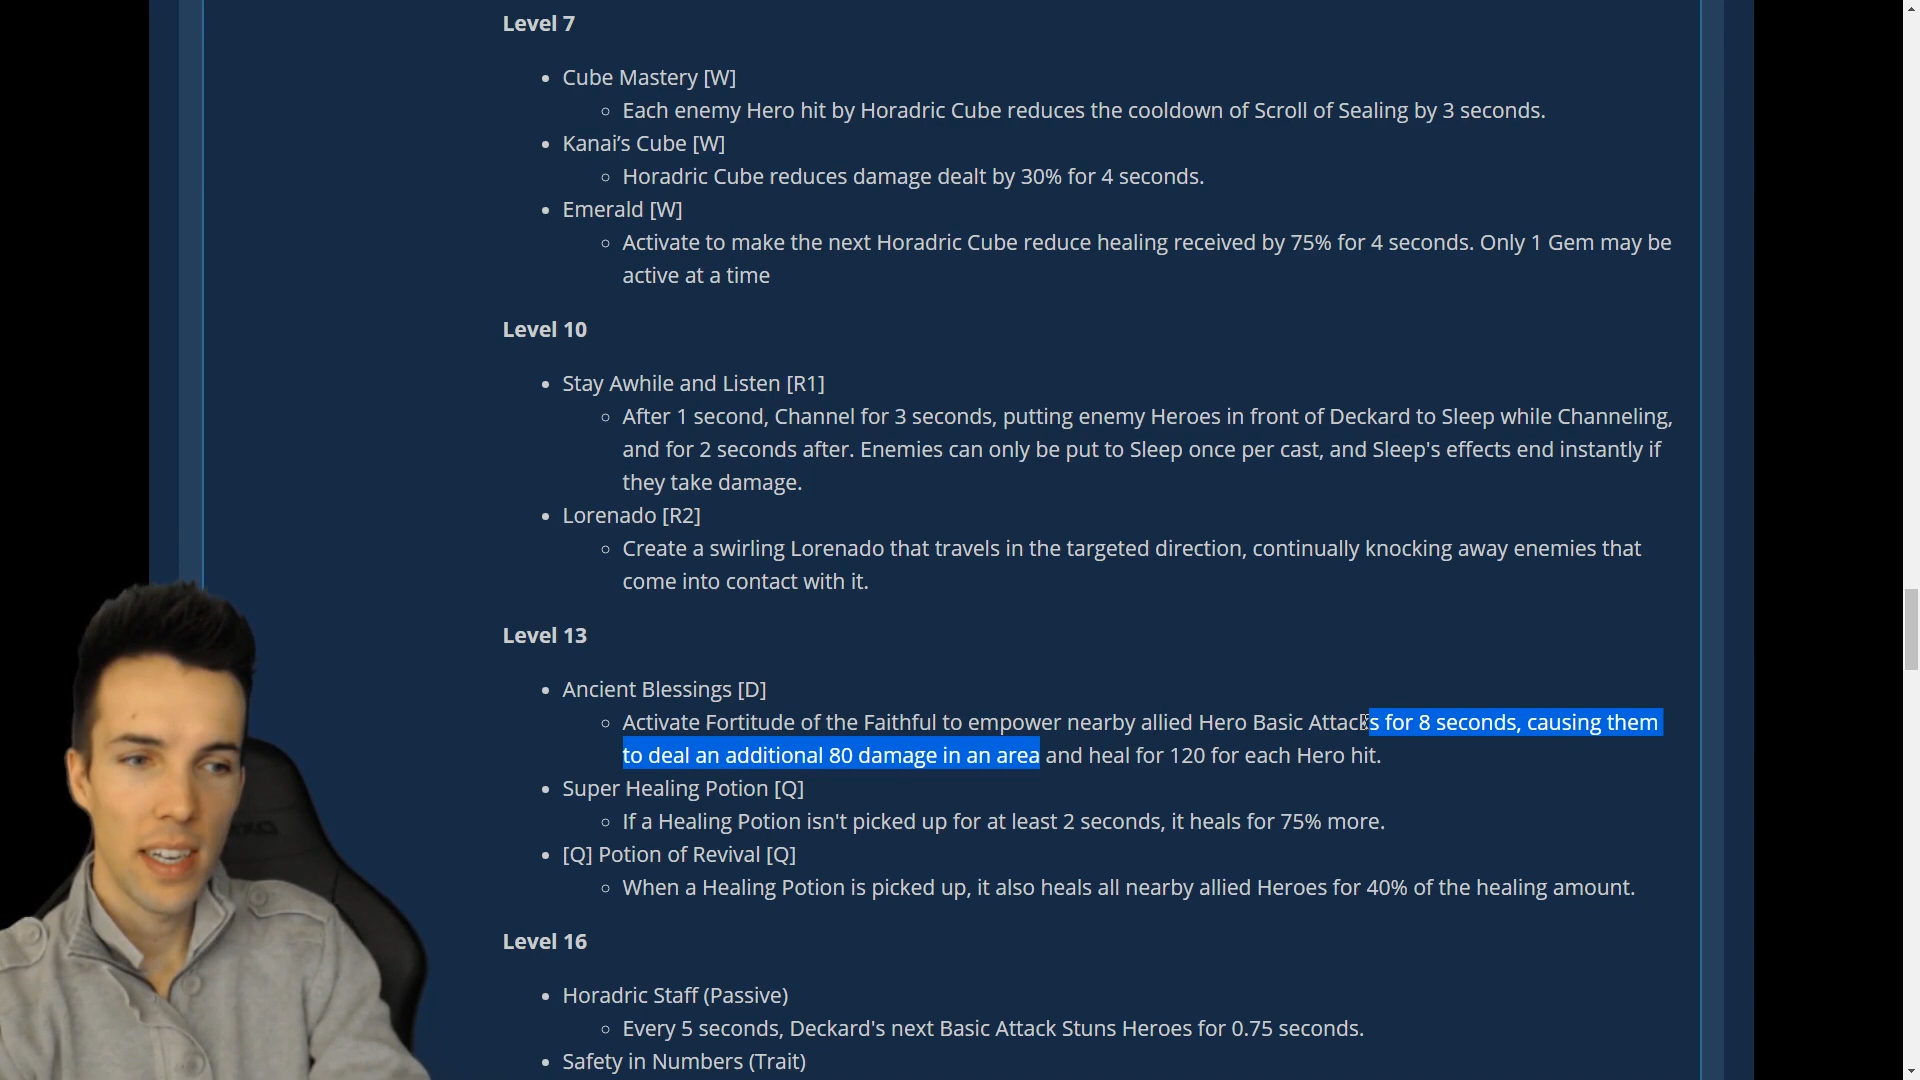 Level 7
• Cube Mastery [W]
◦ Each enemy Hero hit by Horadric Cube reduces the cooldown of Scroll of Sealing by 3 seconds.
• Kanai’s Cube [W]
◦ Horadric Cube reduces damage dealt by 30% for 4 seconds.
• Emerald [W]
◦ Activate to make the next Horadric Cube reduce healing received by 75% for 4 seconds. Only 1 Gem may be
active at a time
Level 10
• Stay Awhile and Listen [R1]
◦ After 1 second, Channel for 3 seconds, putting enemy Heroes in front of Deckard to Sleep while Channeling,
and for 2 seconds after. Enemies can only be put to Sleep once per cast, and Sleep's effects end instantly if
they take damage.
• Lorenado [R2]
◦ Create a swirling Lorenado that travels in the targeted direction, continually knocking away enemies that
come into contact with it.
Level 13
• Ancient Blessings [D]
◦ Activate Fortitude of the Faithful to empower nearby allied Hero Basic Attacks for 8 seconds, causing them
to deal an additional 80 damage in an area and heal for 120 for each Hero hit.
• Super Healing Potion [Q]
◦ If a Healing Potion isn't picked up for at least 2 seconds, it heals for 75% more.
• [Q] Potion of Revival [Q]
◦ When a Healing Potion is picked up, it also heals all nearby allied Heroes for 40% of the healing amount.
Level 16
• Horadric Staff (Passive)
◦ Every 5 seconds, Deckard's next Basic Attack Stuns Heroes for 0.75 seconds.
• Safety in Numbers (Trait)